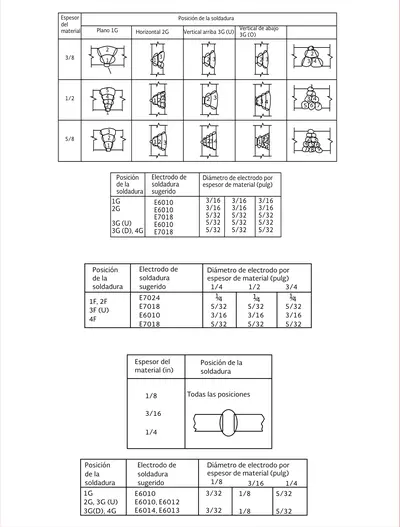 Espesor del material
Posición de la soldadura
Plano 1G
Horizontal 2G
Vertical arriba 3G (U)
Vertical de abajo 3G (O)
3/8
1/2
5/8
Posición de la soldadura
Electrodo de soldadura sugerido
Diámetro de electrodo por espesor de material (pulg)
1G E6010 3/16 3/16 3/16
2G E6010 3/16 3/16 3/16
E7018 5/32 5/32 5/32
3G (U) E6010 5/32 5/32 5/32
3G (D), 4G E7018 5/32 5/32 5/32
Posición de la soldadura
Electrodo de soldadura sugerido
Diámetro de electrodo por espesor de material (pulg)
1/4 1/2 3/4
1F, 2F
3F (U)
4F
E7024 ¼ ¼ ¼
E7018 5/32 5/32 5/32
E6010 3/16 3/16 3/16
E7018 5/32 5/32 5/32
Espesor del material (in)
Posición de la soldadura
1/8
3/16
1/4
Todas las posiciones
Posición de la soldadura
Electrodo de soldadura sugerido
Diámetro de electrodo por espesor de material (pulg)
1/8 3/16 1/4
1G E6010 3/32 1/8 5/32
2G, 3G (U) E6010, E6012
3G(D), 4G E6014, E6013 3/32 1/8 5/32